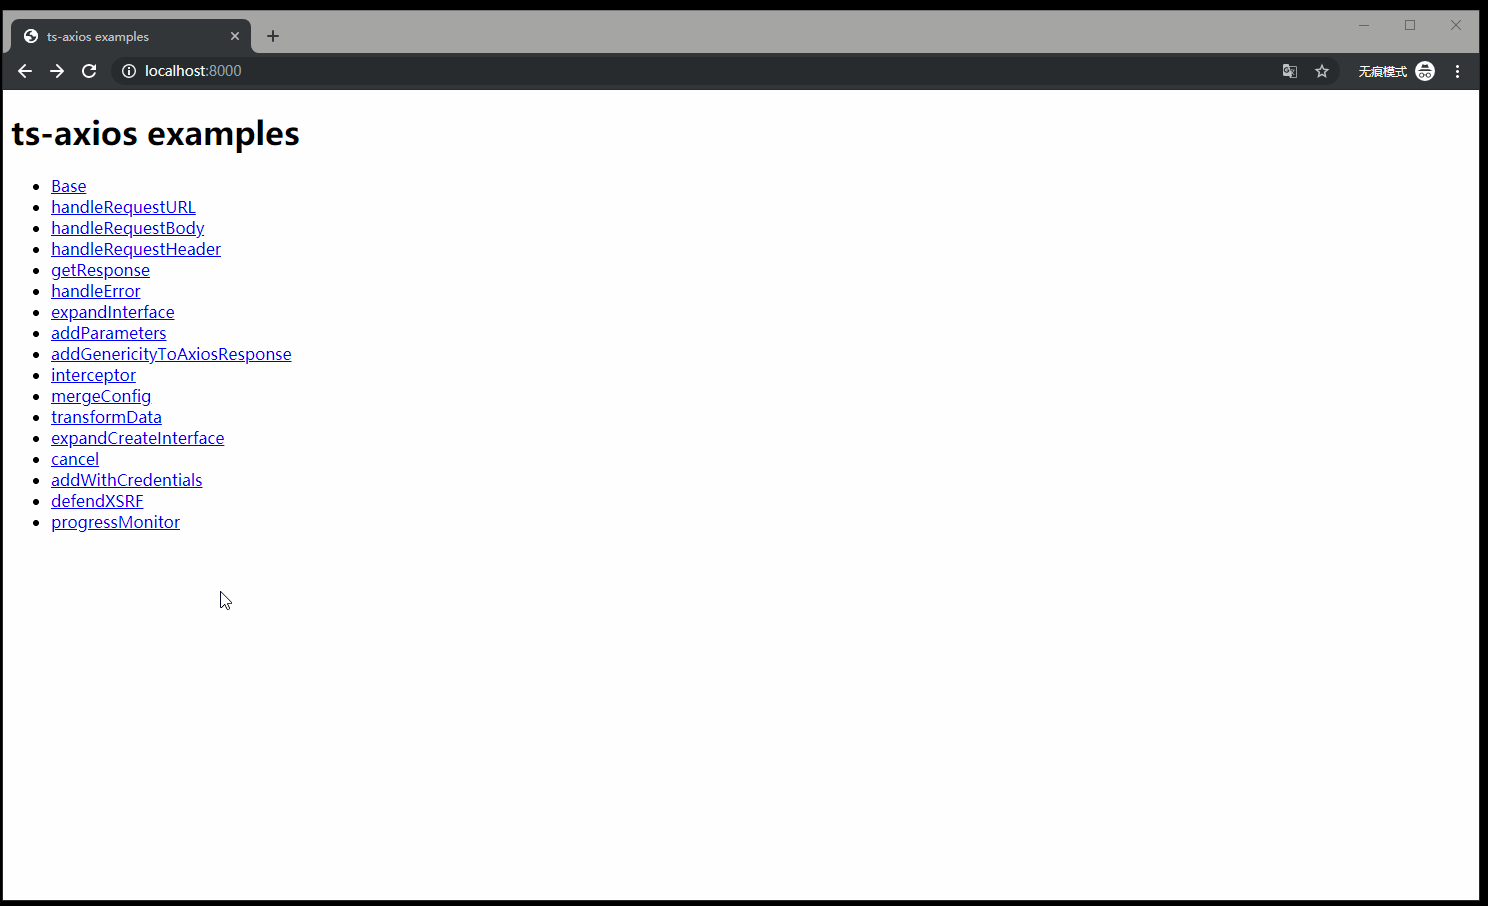 ts-axios examples
localhost:8000
无痕模式
ts-axios examples
Base
handleRequestURL
handleRequestBody
handleRequestHeader
getResponse
handleError
expandInterface
addParameters
addGenericityToAxiosResponse
interceptor
mergeConfig
transformData
expandCreateInterface
cancel
addWithCredentials
defendXSRF
progressMonitor